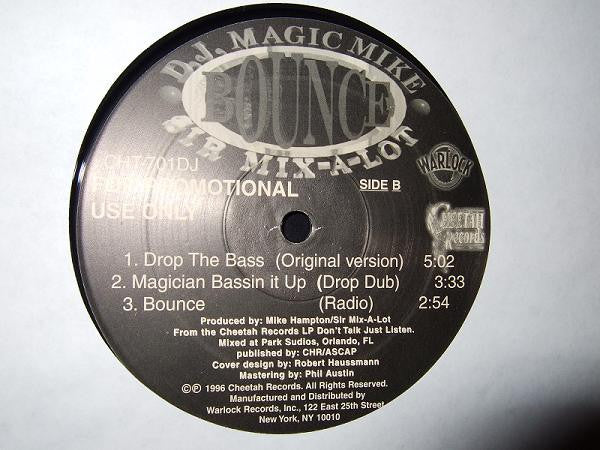 D.J. MAGIC MIKE
BOUNCE
SIR MIX-A-LOT
CHT-701DJ
FOR PROMOTIONAL
USE ONLY
SIDE B
WARLOCK
CHEETAH
Records
1. Drop The Bass (Original version) 5:02
2. Magician Bassin it Up (Drop Dub) 3:33
3. Bounce (Radio) 2:54
Produced by: Mike Hampton/Sir Mix-A-Lot
From the Cheetah Records LP Don't Talk Just Listen.
Mixed at Park Sudios, Orlando, FL
published by: CHR/ASCAP
Cover design by: Robert Haussmann
Mastering by: Phil Austin
©℗ 1996 Cheetah Records. All Rights Reserved.
Manufactured and Distributed by
Warlock Records, Inc., 122 East 25th Street
New York, NY 10010